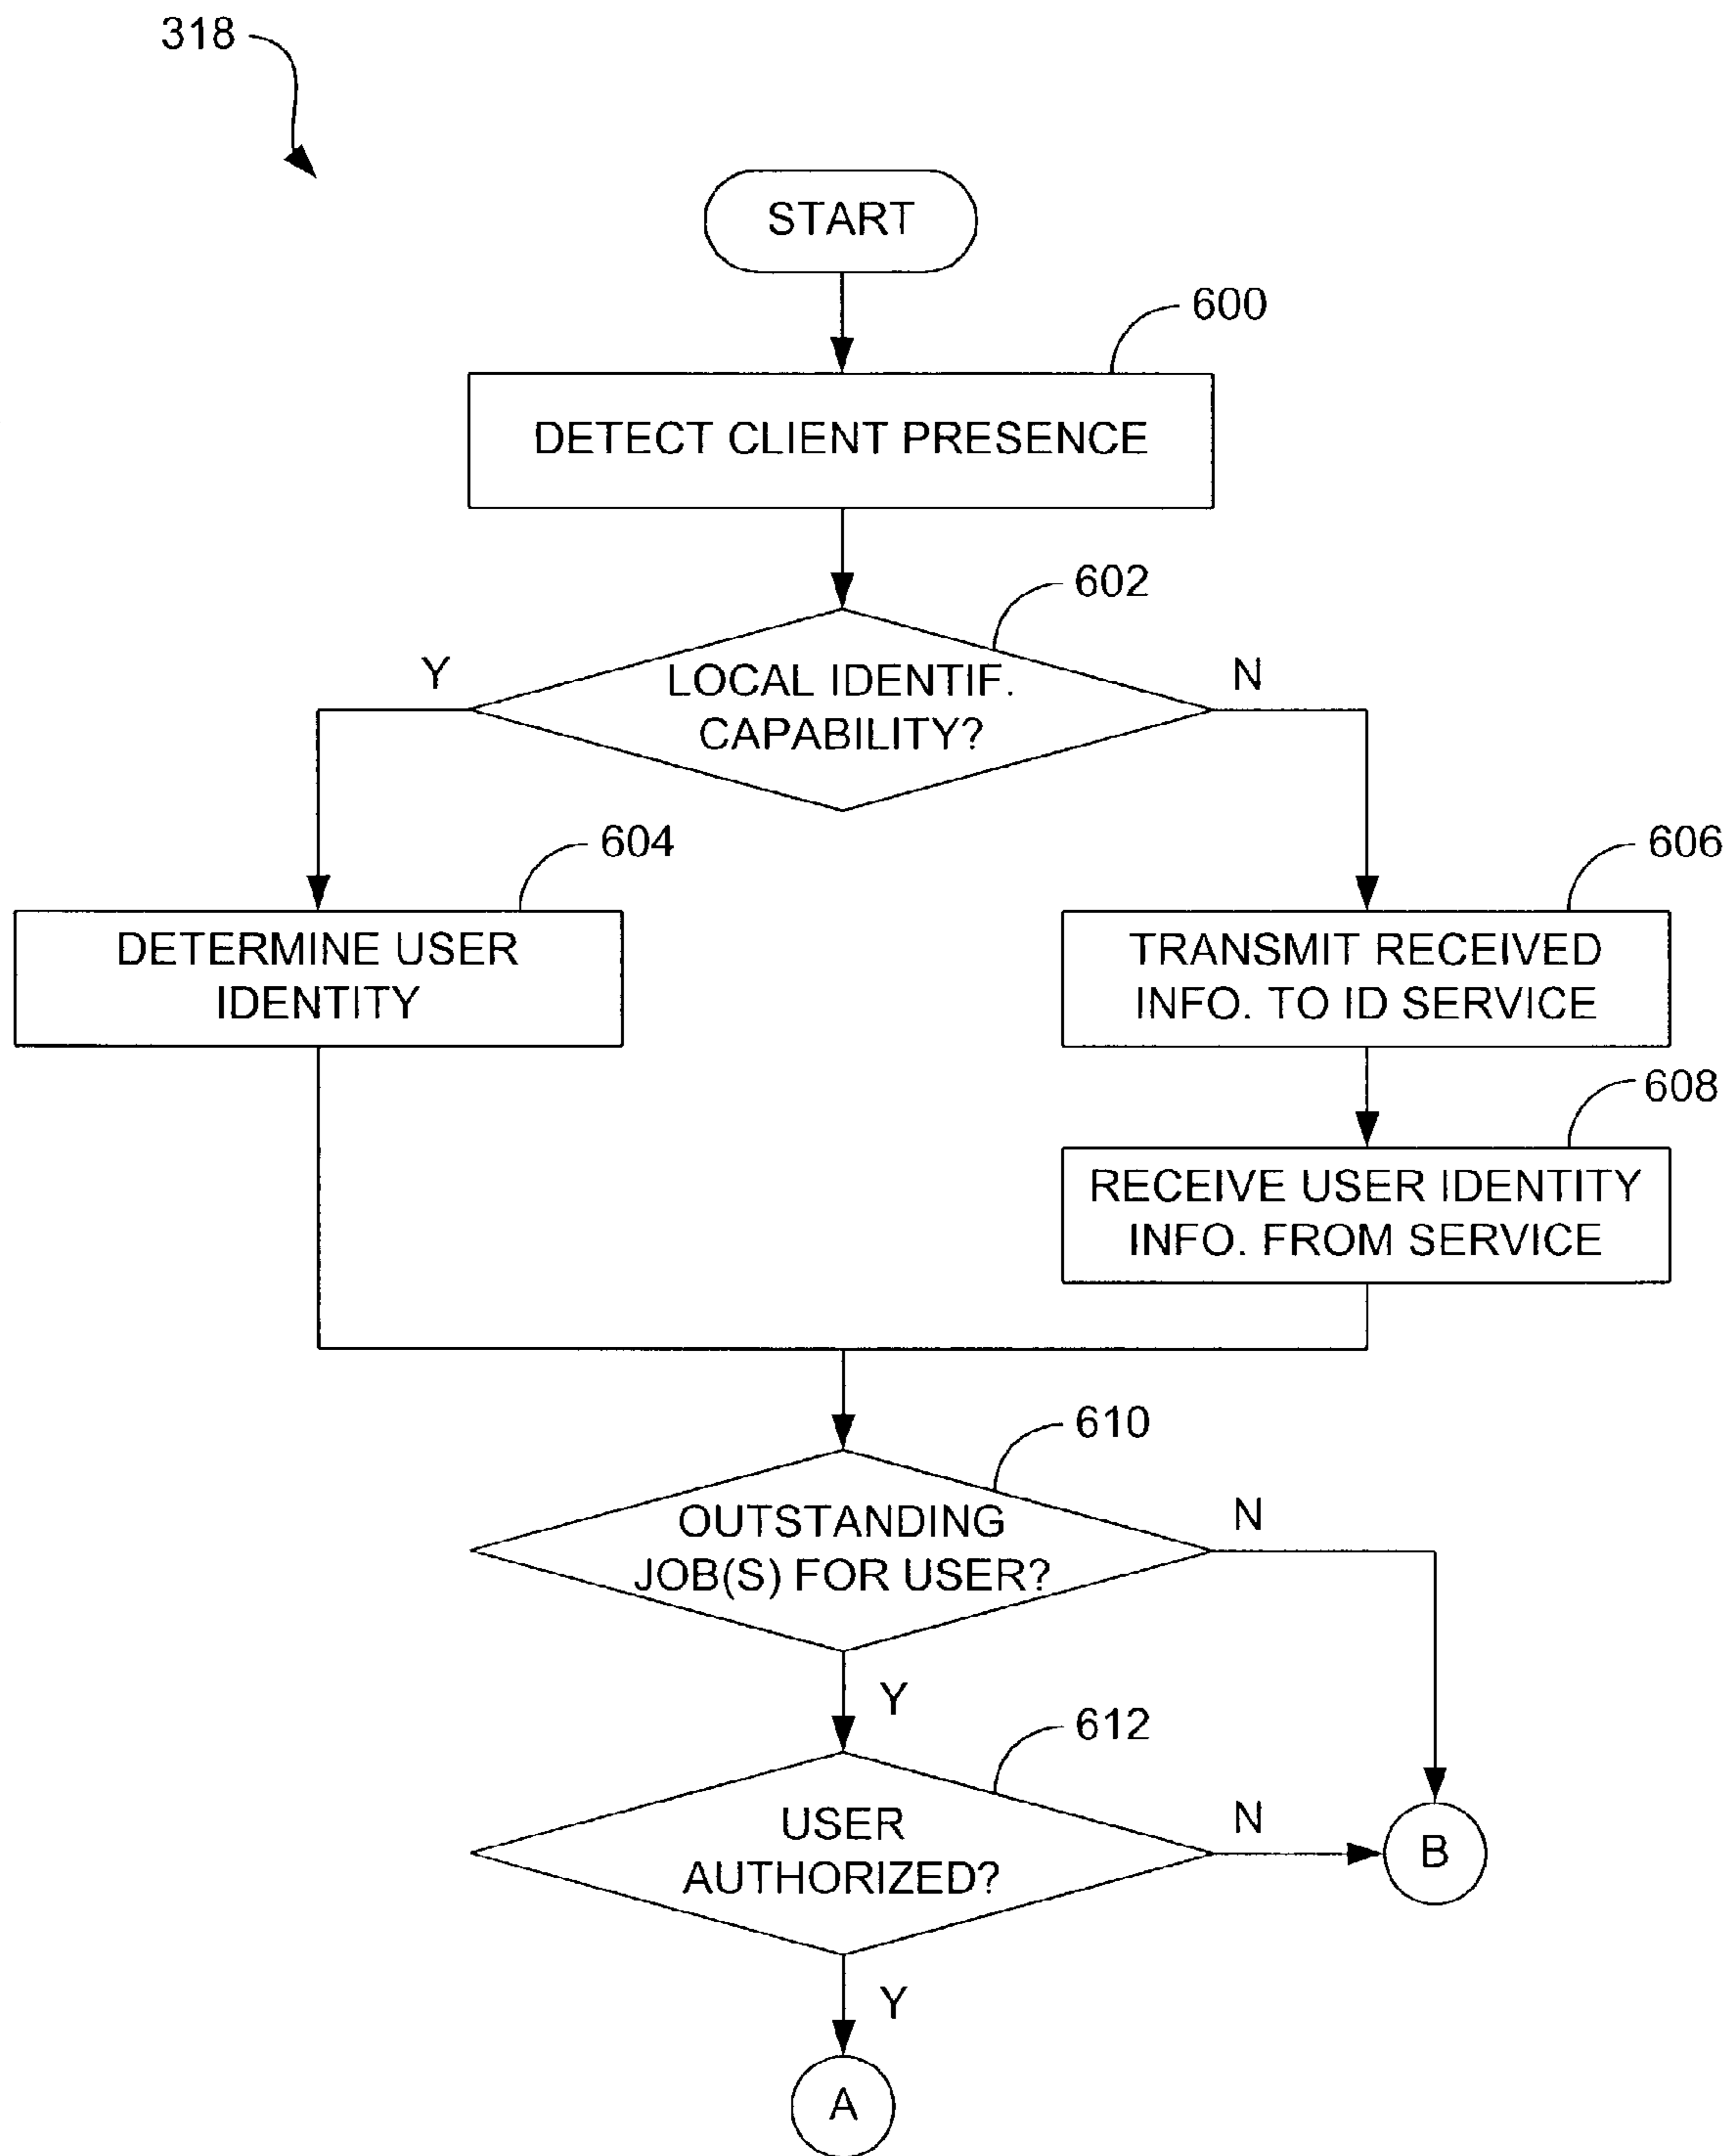 318
START
600
DETECT CLIENT PRESENCE
602
Y
LOCAL IDENTIF.
CAPABILITY?
N
604
606
DETERMINE USER
IDENTITY
TRANSMIT RECEIVED
INFO. TO ID SERVICE
608
RECEIVE USER IDENTITY
INFO. FROM SERVICE
610
OUTSTANDING
JOB(S) FOR USER?
N
Y
612
USER
AUTHORIZED?
N
B
Y
A